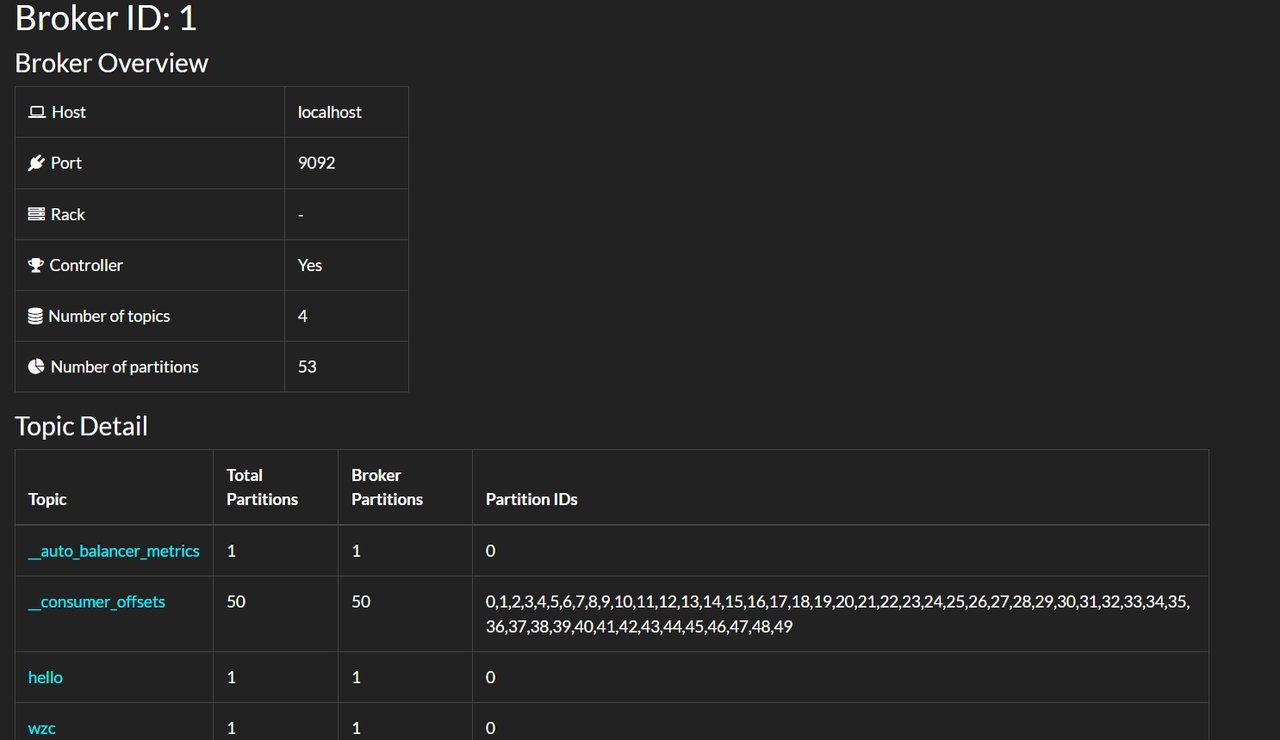 Broker ID: 1
Broker Overview
Host localhost
Port 9092
Rack -
Controller Yes
Number of topics 4
Number of partitions 53
Topic Detail
Topic Total Partitions Broker Partitions Partition IDs
__auto_balancer_metrics 1 1 0
__consumer_offsets 50 50 0,1,2,3,4,5,6,7,8,9,10,11,12,13,14,15,16,17,18,19,20,21,22,23,24,25,26,27,28,29,30,31,32,33,34,35,
36,37,38,39,40,41,42,43,44,45,46,47,48,49
hello 1 1 0
wzc 1 1 0